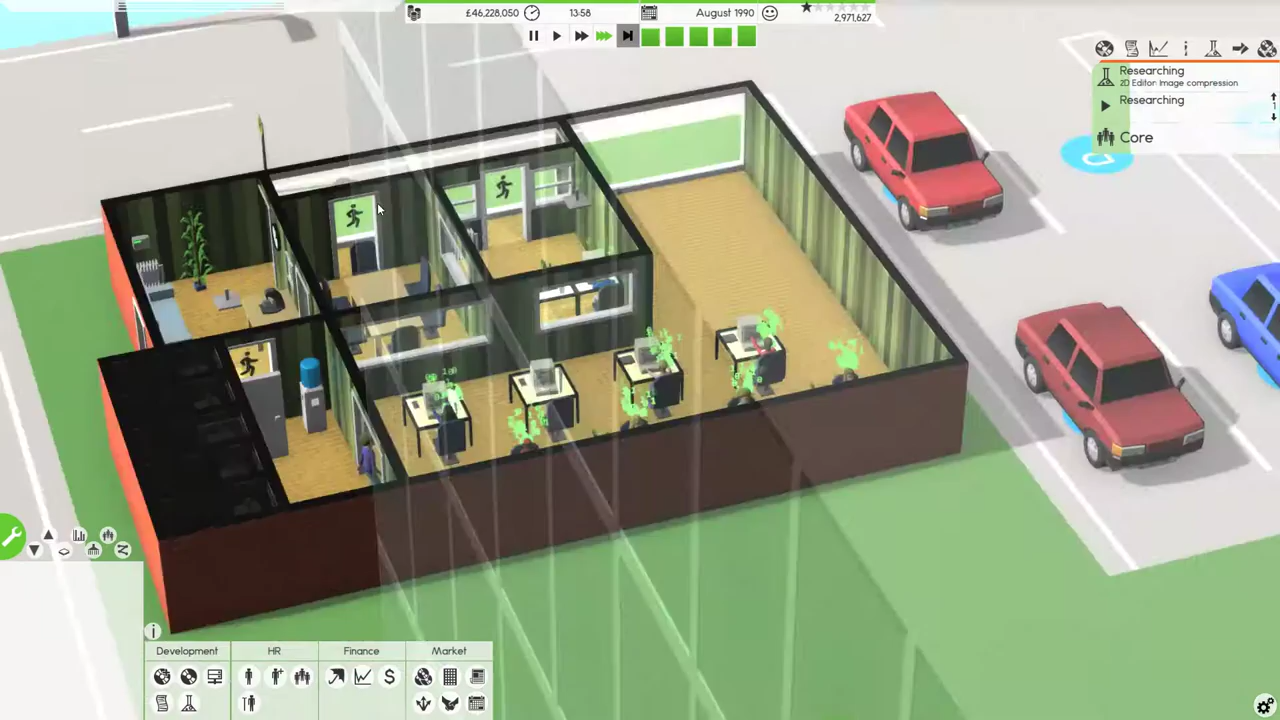 £46,228,050
13:58
August 1990
2,971,627
Researching
2D Editor: Image compression
Researching
Core
Development
HR
Finance
Market